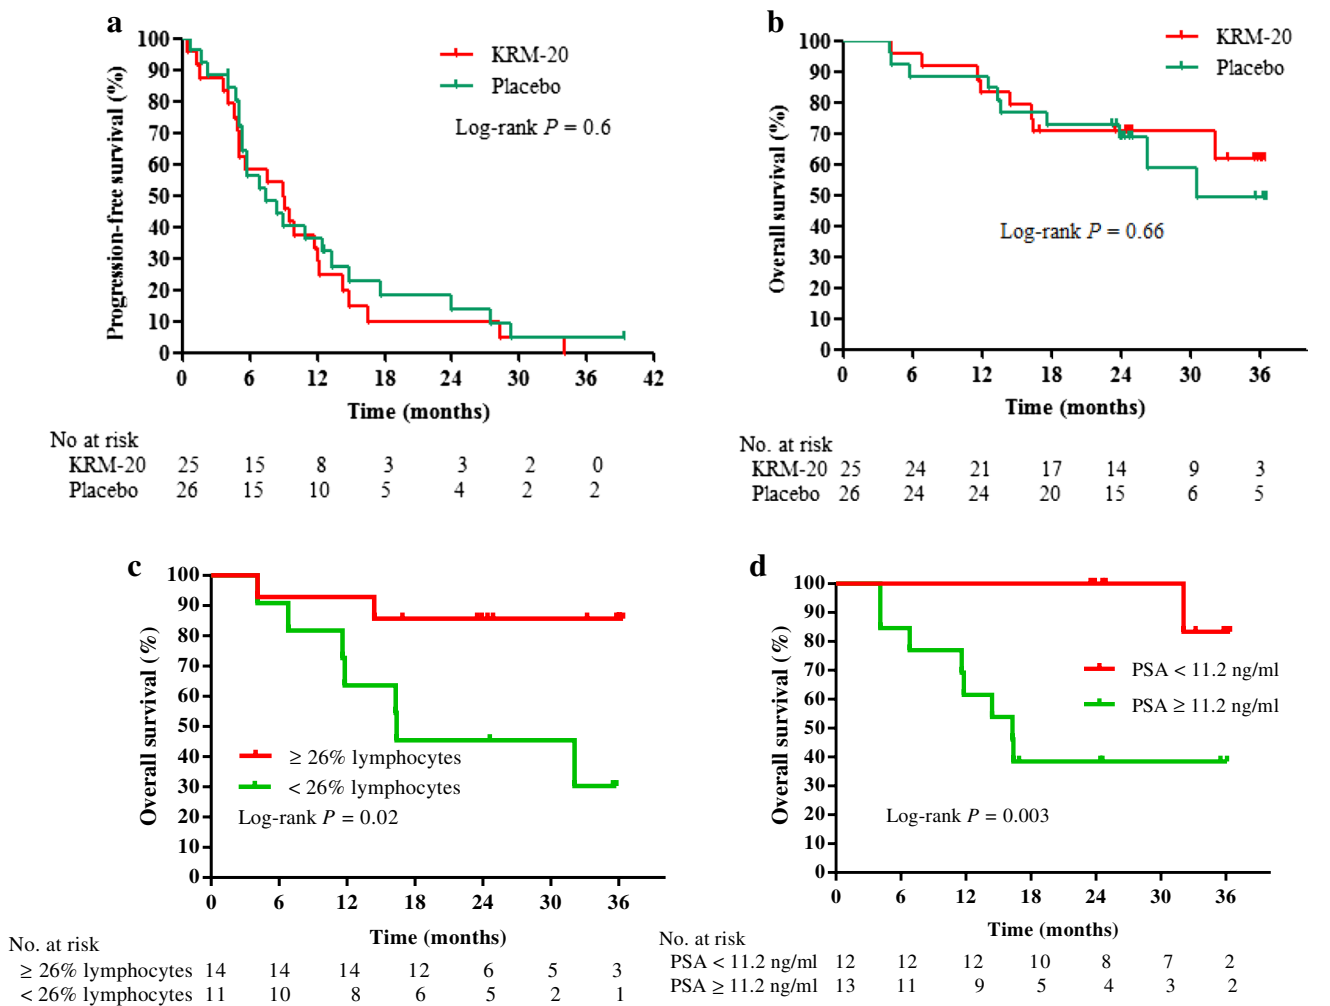 a
Progression-free survival (%)
100
90
80
70
60
50
40
30
20
10
0
KRM-20
Placebo
Log-rank P = 0.6
0 6 12 18 24 30 36 42
Time (months)
No at risk
KRM-20 25 15 8 3 3 2 0
Placebo 26 15 10 5 4 2 2
b
Overall survival (%)
100
90
80
70
60
50
40
30
20
10
0
KRM-20
Placebo
Log-rank P = 0.66
0 6 12 18 24 30 36
Time (months)
No. at risk
KRM-20 25 24 21 17 14 9 3
Placebo 26 24 24 20 15 6 5
c
Overall survival (%)
100
90
80
70
60
50
40
30
20
10
0
≥ 26% lymphocytes
< 26% lymphocytes
Log-rank P = 0.02
0 6 12 18 24 30 36
Time (months)
No. at risk
≥ 26% lymphocytes 14 14 14 12 6 5 3
< 26% lymphocytes 11 10 8 6 5 2 1
d
Overall survival (%)
100
90
80
70
60
50
40
30
20
10
0
PSA < 11.2 ng/ml
PSA ≥ 11.2 ng/ml
Log-rank P = 0.003
0 6 12 18 24 30 36
Time (months)
No. at risk
PSA < 11.2 ng/ml 12 12 12 10 8 7 2
PSA ≥ 11.2 ng/ml 13 11 9 5 4 3 2